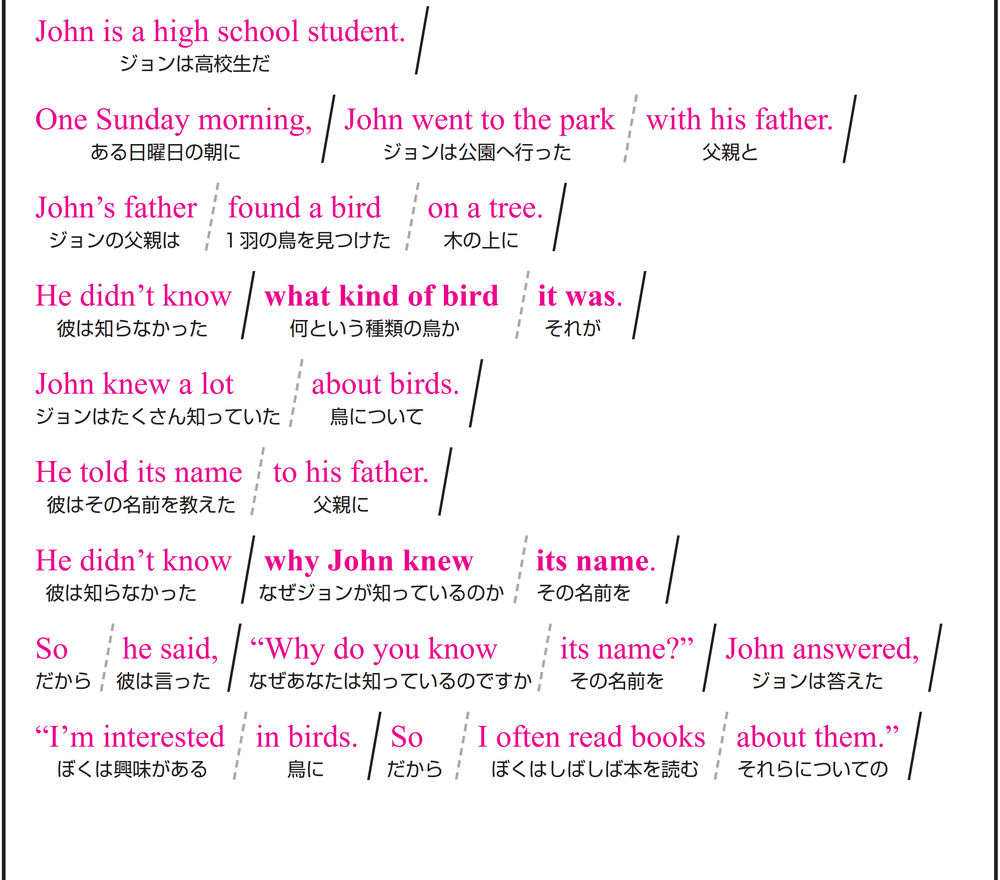 John is a high school student.
ジョンは高校生だ
One Sunday morning, John went to the park with his father.
ある日曜日の朝に ジョンは公園へ行った 父親と
John’s father found a bird on a tree.
ジョンの父親は 1羽の鳥を見つけた 木の上に
He didn’t know what kind of bird it was.
彼は知らなかった 何という種類の鳥か それが
John knew a lot about birds.
ジョンはたくさん知っていた 鳥について
He told its name to his father.
彼はその名前を教えた 父親に
He didn’t know why John knew its name.
彼は知らなかった なぜジョンが知っているのか その名前を
So he said, “Why do you know its name?” John answered,
だから 彼は言った なぜあなたは知っているのですか その名前を ジョンは答えた
“I’m interested in birds. So I often read books about them.”
ぼくは興味がある 鳥に だから ぼくはしばしば本を読む それらについての